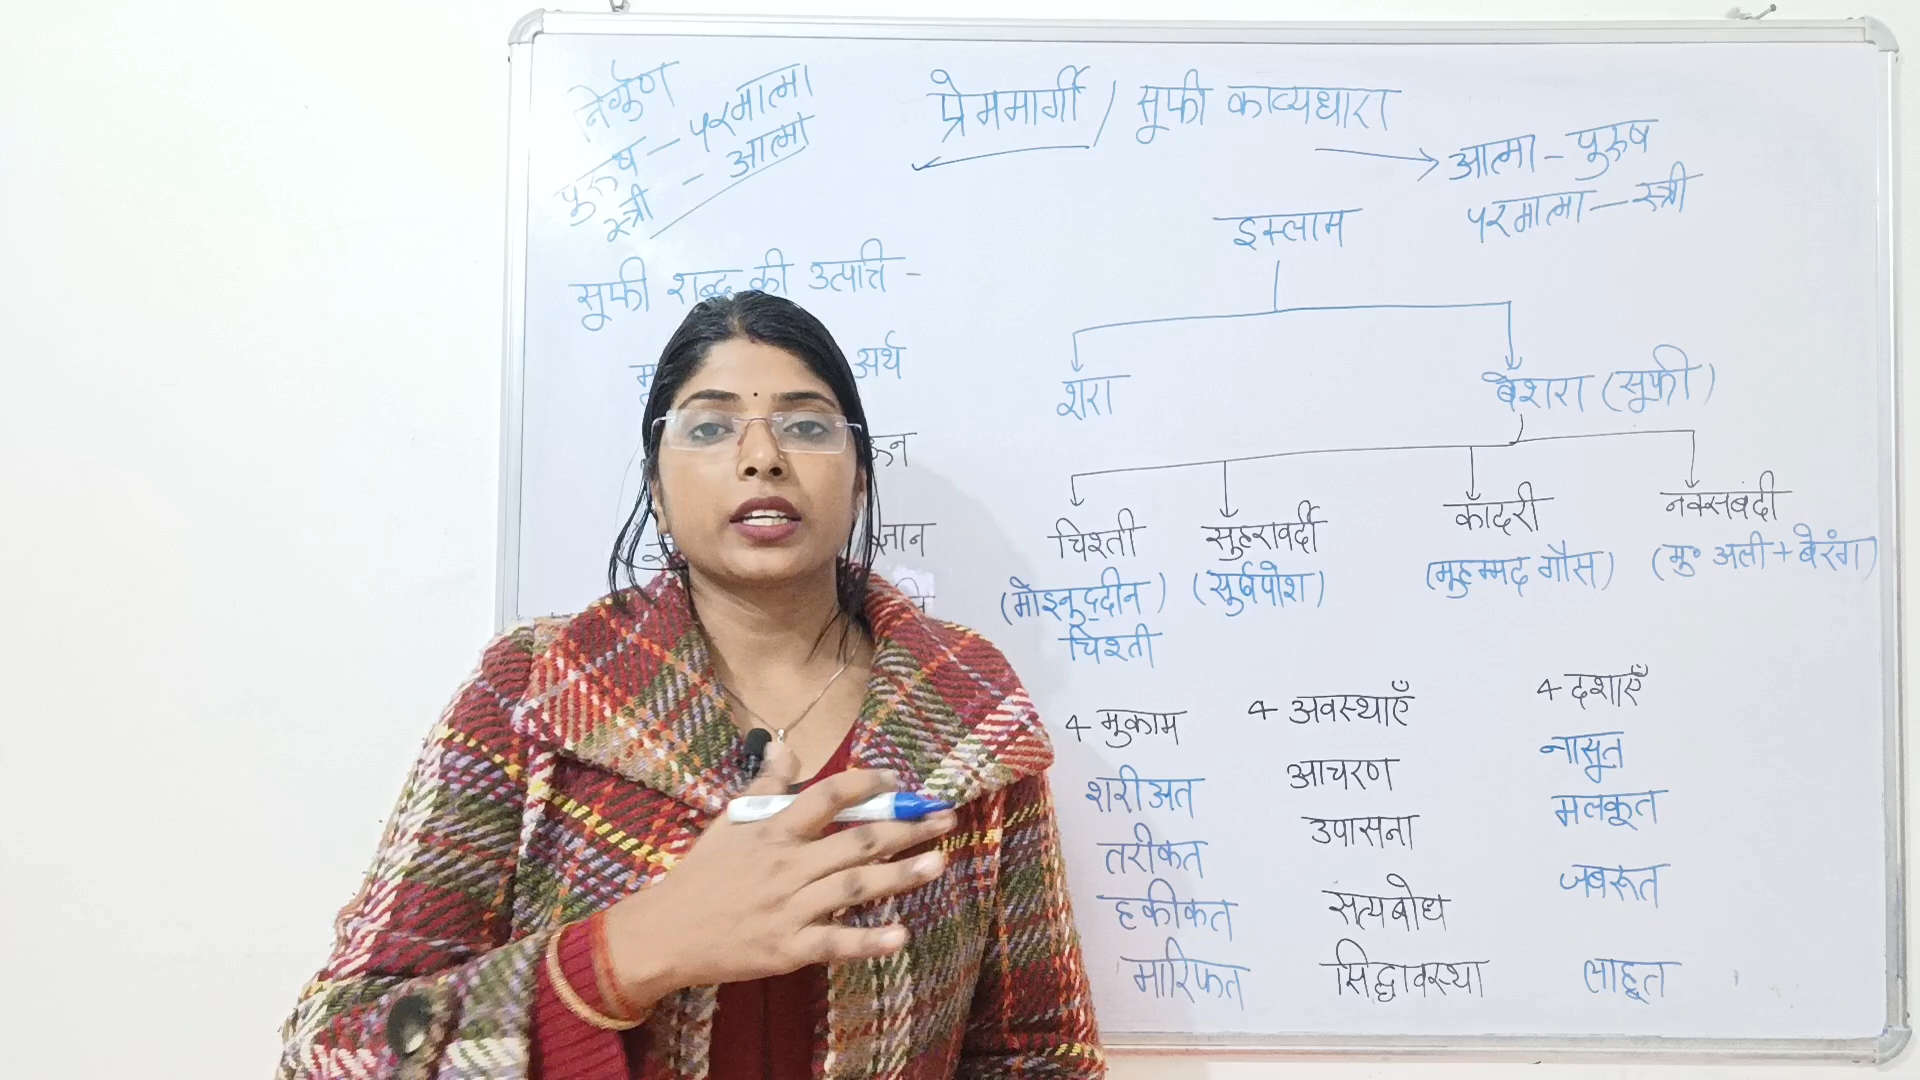 निर्गुण
पुरुष - परमात्मा
स्त्री - आत्मा
प्रेममार्गी / सूफी काव्यधारा
आत्मा - पुरुष
परमात्मा - स्त्री
सूफी शब्द की उत्पत्ति -
अर्थ
ज्ञान
इस्लाम
शरा
बेशरा (सूफी)
चिश्ती सुहरावर्दी कादरी नक्सबंदी
(मोइनुद्दीन) (सुर्खपोश) (मुहम्मद गौस) (मु॰ अली + बेरंग)
चिश्ती
4 मुकाम 4 अवस्थाएँ 4 दशाएँ
शरीअत आचरण नासूत
तरीकत उपासना मलकूत
हकीकत सत्यबोध जबरूत
मारिफत सिद्धावस्था लाहूत